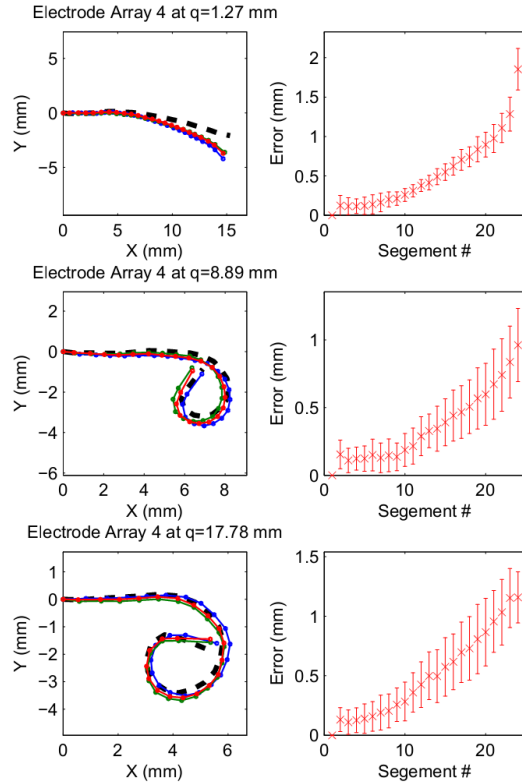 Electrode Array 4 at q=1.27 mm
5
0
−5
Y (mm)
0 5 10 15
X (mm)
2
1.5
1
0.5
0
Error (mm)
0 10 20
Segement #
Electrode Array 4 at q=8.89 mm
2
0
−2
−4
−6
Y (mm)
0 2 4 6 8
X (mm)
1
0.5
0
Error (mm)
0 10 20
Segement #
Electrode Array 4 at q=17.78 mm
1
0
−1
−2
−3
−4
−5
Y (mm)
0 2 4 6
X (mm)
1.5
1
0.5
0
Error (mm)
0 10 20
Segement #